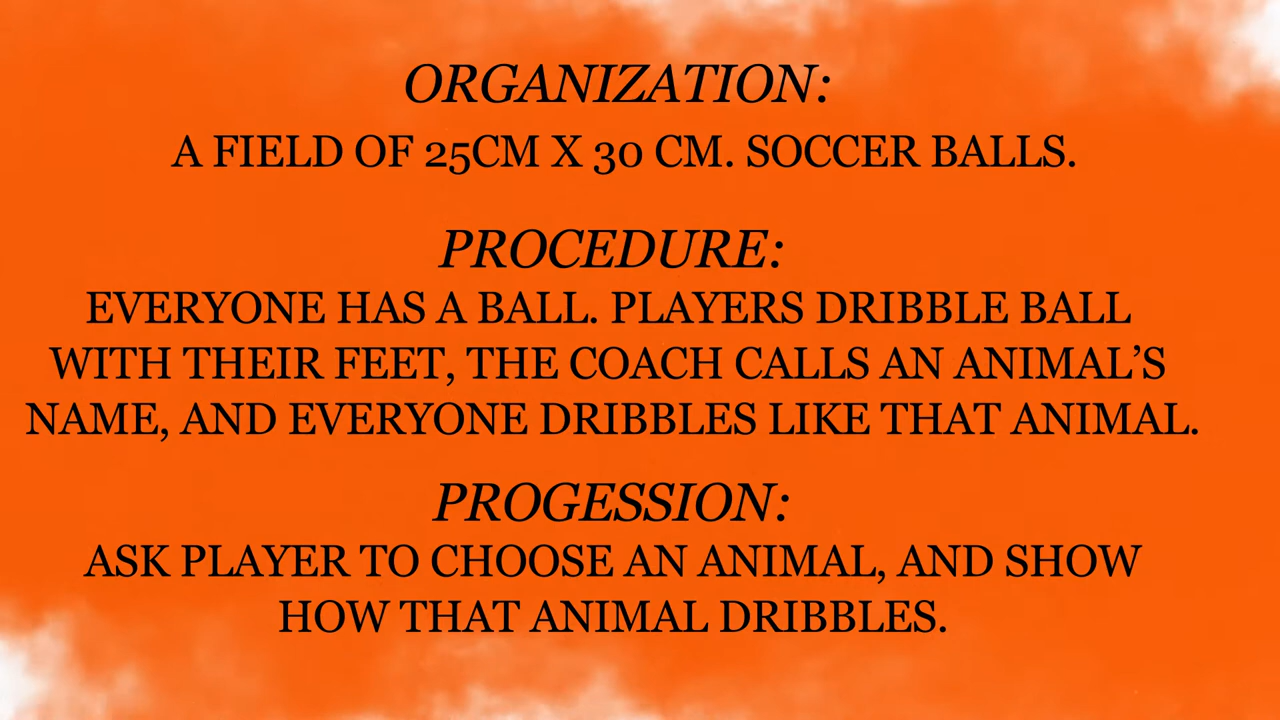 ORGANIZATION:
A FIELD OF 25CM X 30 CM. SOCCER BALLS.
PROCEDURE:
EVERYONE HAS A BALL. PLAYERS DRIBBLE BALL
WITH THEIR FEET, THE COACH CALLS AN ANIMAL’S
NAME, AND EVERYONE DRIBBLES LIKE THAT ANIMAL.
PROGESSION:
ASK PLAYER TO CHOOSE AN ANIMAL, AND SHOW
HOW THAT ANIMAL DRIBBLES.